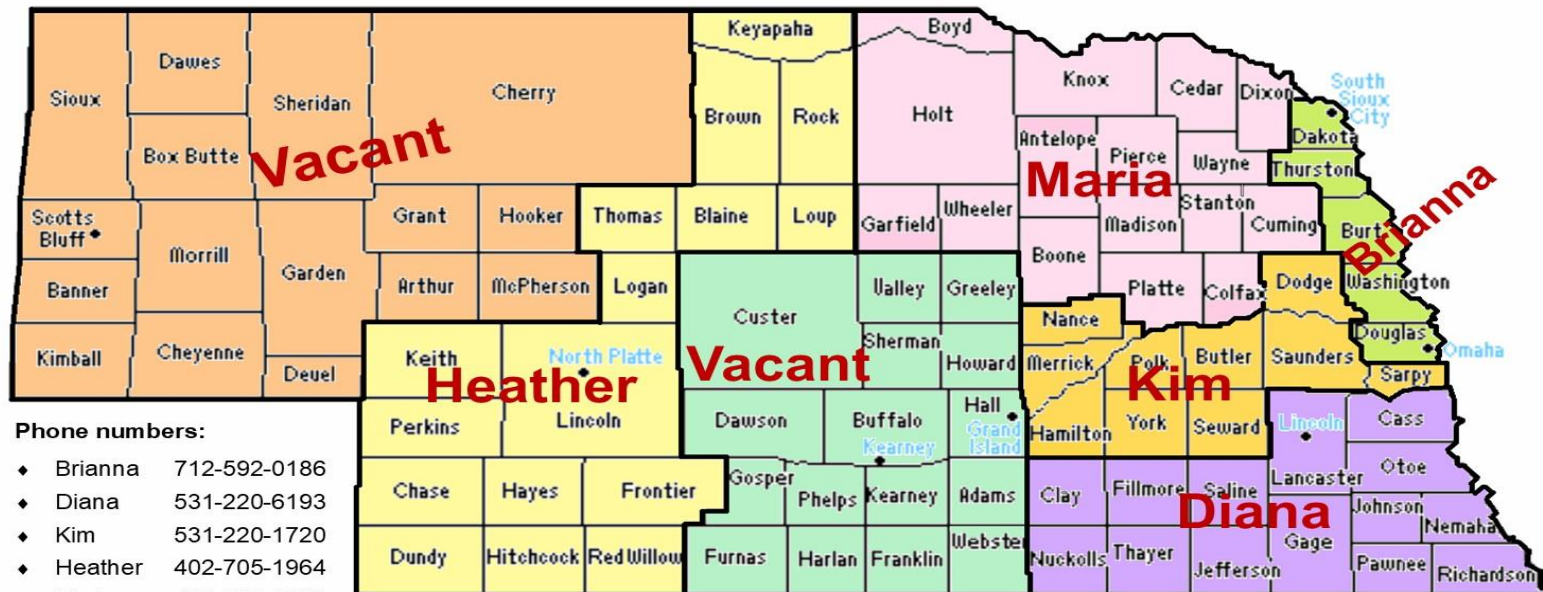 Keyapaha
Boyd
Dawes
Sioux
Sheridan
Cherry
Knox
Cedar
Dixon
South
Sioux
City
Brown
Rock
Holt
Dakota
Box Butte
Vacant
Antelope
Pierce
Wayne
Thurston
Maria
Brianna
Scotts
Bluff
Grant
Hooker
Thomas
Blaine
Loup
Garfield
Wheeler
Madison
Stanton
Cuming
Burt
Morrill
Garden
Boone
Banner
Arthur
McPherson
Logan
Valley
Greeley
Platte
Colfax
Dodge
Washington
Custer
Nance
Kimball
Cheyenne
Deuel
Keith
North Platte
Sherman
Howard
Merrick
Polk
Butler
Saunders
Douglas
Omaha
Sarpy
Heather
Vacant
Kim
Perkins
Lincoln
Dawson
Buffalo
Kearney
Hall
Grand
Island
Hamilton
York
Seward
Lincoln
Cass
Phone numbers:
Brianna 712-592-0186
Diana 531-220-6193
Kim 531-220-1720
Heather 402-705-1964
Chase
Hayes
Frontier
Gosper
Phelps
Kearney
Adams
Clay
Fillmore
Saline
Lancaster
Otoe
Diana
Johnson
Nemaha
Dundy
Hitchcock
Red Willow
Furnas
Harlan
Franklin
Webster
Nuckolls
Thayer
Jefferson
Gage
Pawnee
Richardson